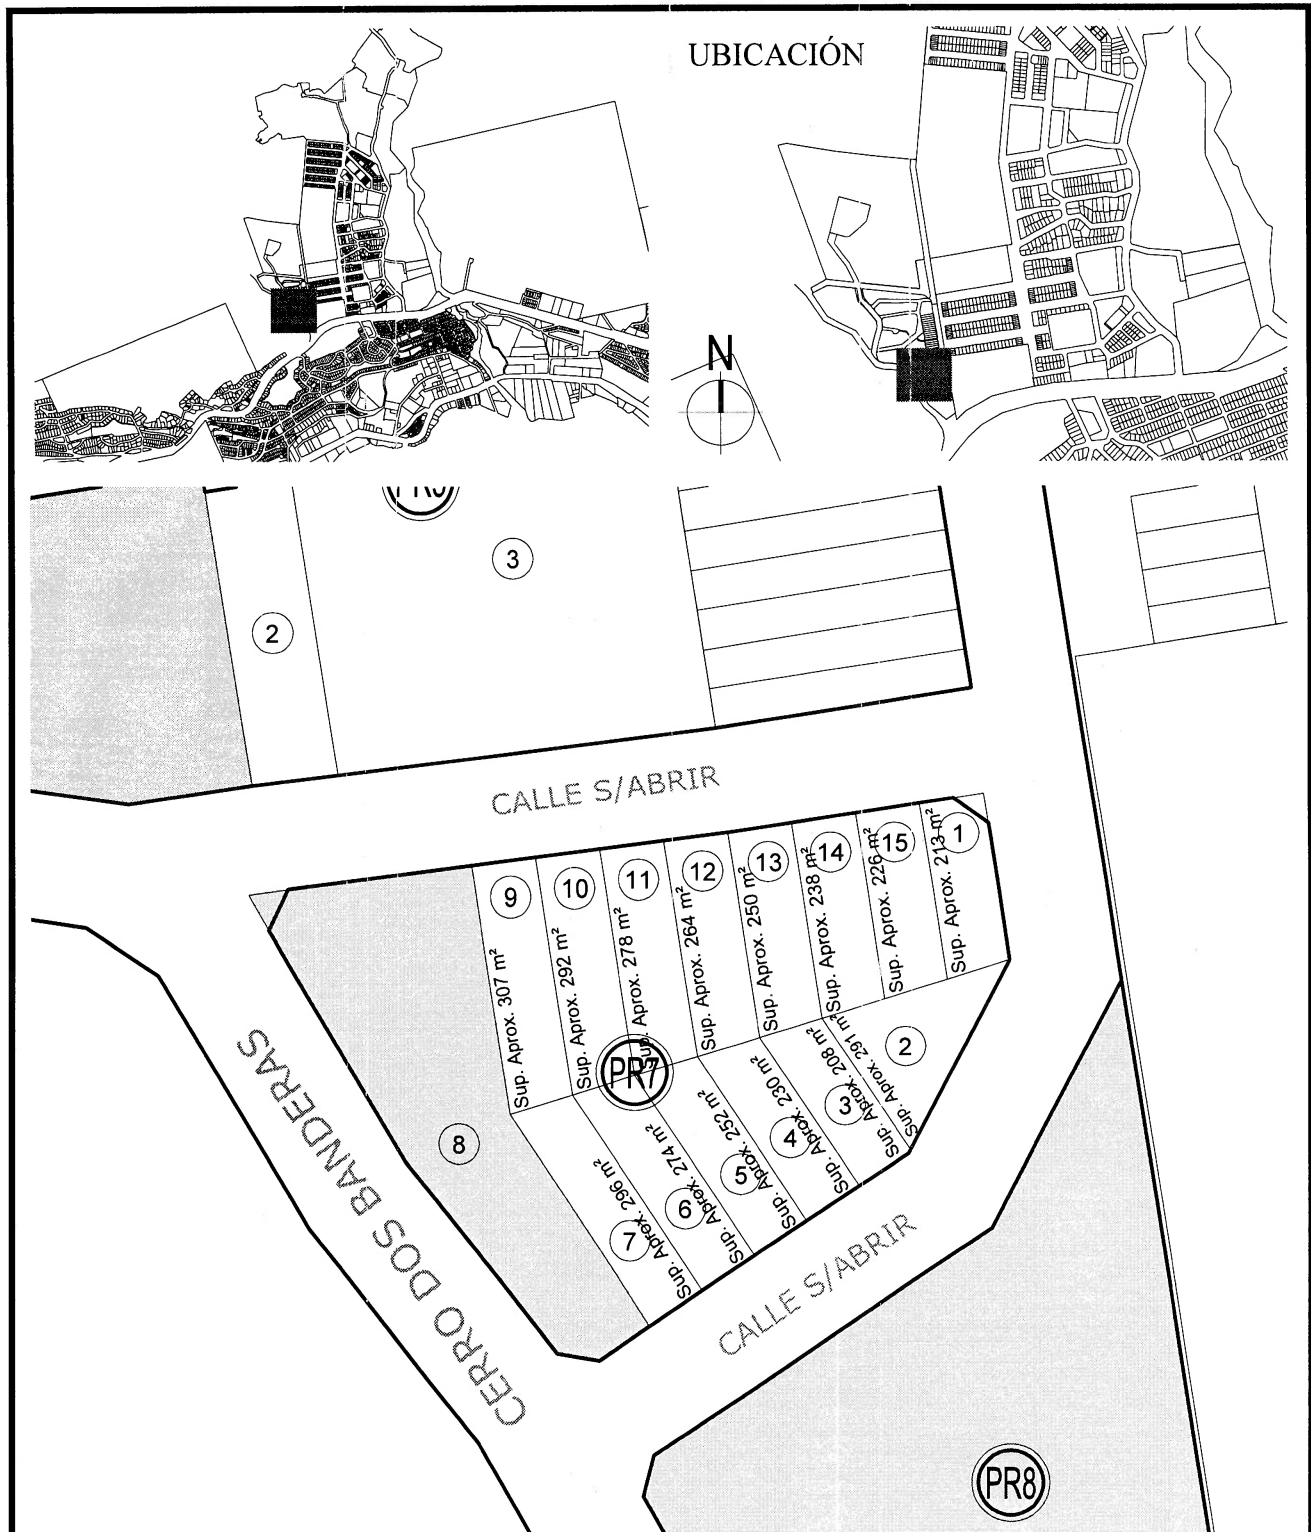 UBICACIÓN
N
3
2
CALLE S/ABRIR
9
10
11
12
13
14
15
1
Sup. Aprox. 307 m²
Sup. Aprox. 292 m²
Sup. Aprox. 278 m²
Sup. Aprox. 264 m²
Sup. Aprox. 250 m²
Sup. Aprox. 238 m²
Sup. Aprox. 226 m²
Sup. Aprox. 213 m²
PR7
8
7
6
5
4
3
2
Sup. Aprox. 296 m²
Sup. Aprox. 274 m²
Sup. Aprox. 252 m²
Sup. Aprox. 230 m²
Sup. Aprox. 208 m²
Sup. Aprox. 291 m²
CERRO DOS BANDERAS
CALLE S/ABRIR
PR8